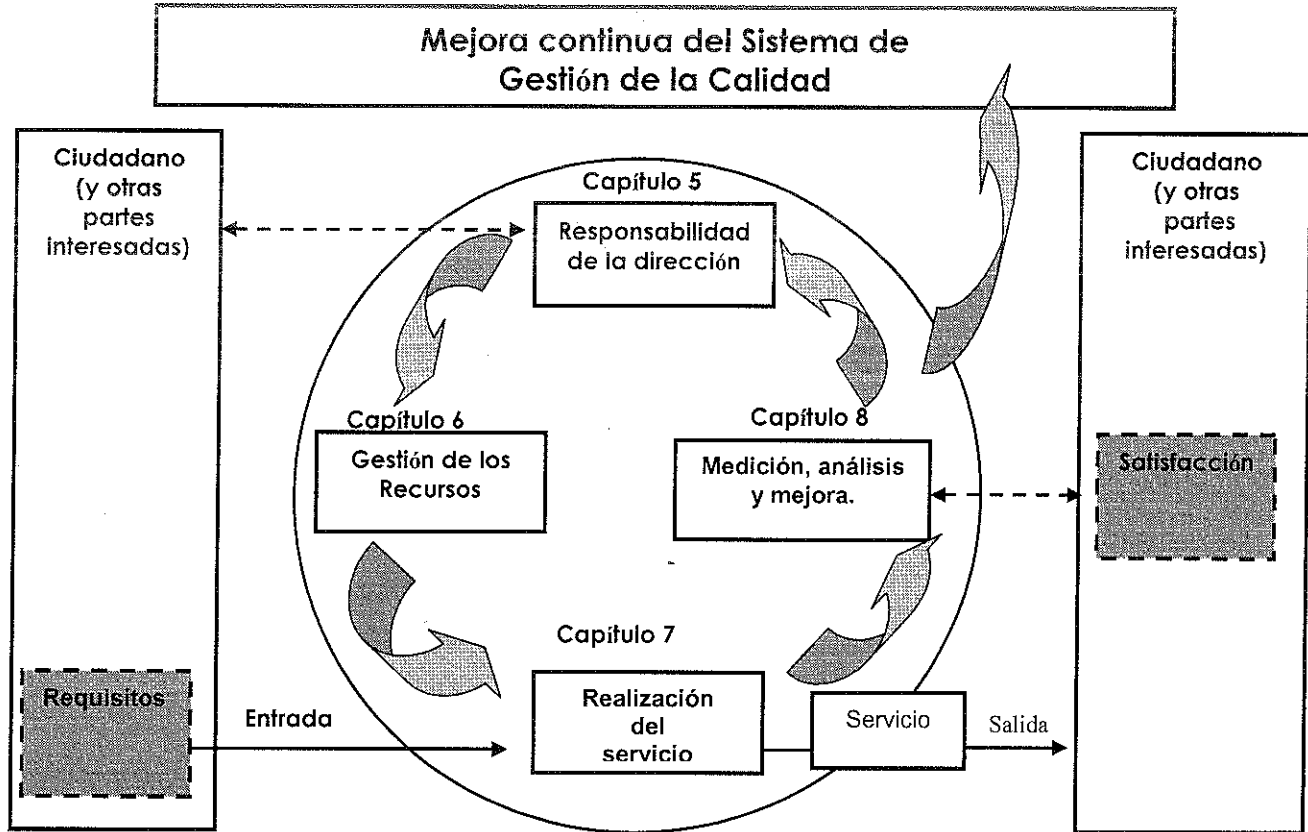 Mejora continua del Sistema de
Gestión de la Calidad
Ciudadano
(y otras
partes
interesadas)
Capítulo 5
Responsabilidad
de la dirección
Ciudadano
(y otras
partes
interesadas)
Capítulo 6
Gestión de los
Recursos
Capítulo 8
Medición, análisis
y mejora.
Satisfacción
Capítulo 7
Requisitos
Entrada
Realización
del
servicio
Servicio
Salida